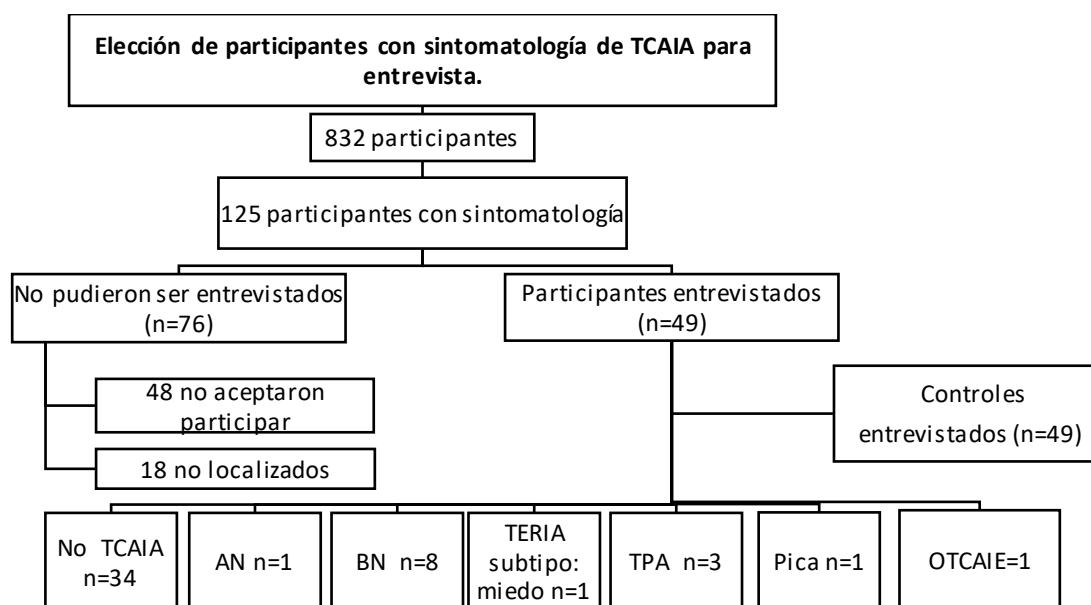 Elección de participantes con sintomatología de TCAIA para
entrevista.
832 participantes
125 participantes con sintomatología
No pudieron ser entrevistados
(n=76)
Participantes entrevistados
(n=49)
48 no aceptaron
participar
Controles
entrevistados (n=49)
18 no localizados
No TCAIA
n=34
AN n=1
BN n=8
TERIA
subtipo:
miedo n=1
TPA n=3
Pica n=1
OTCAIE=1